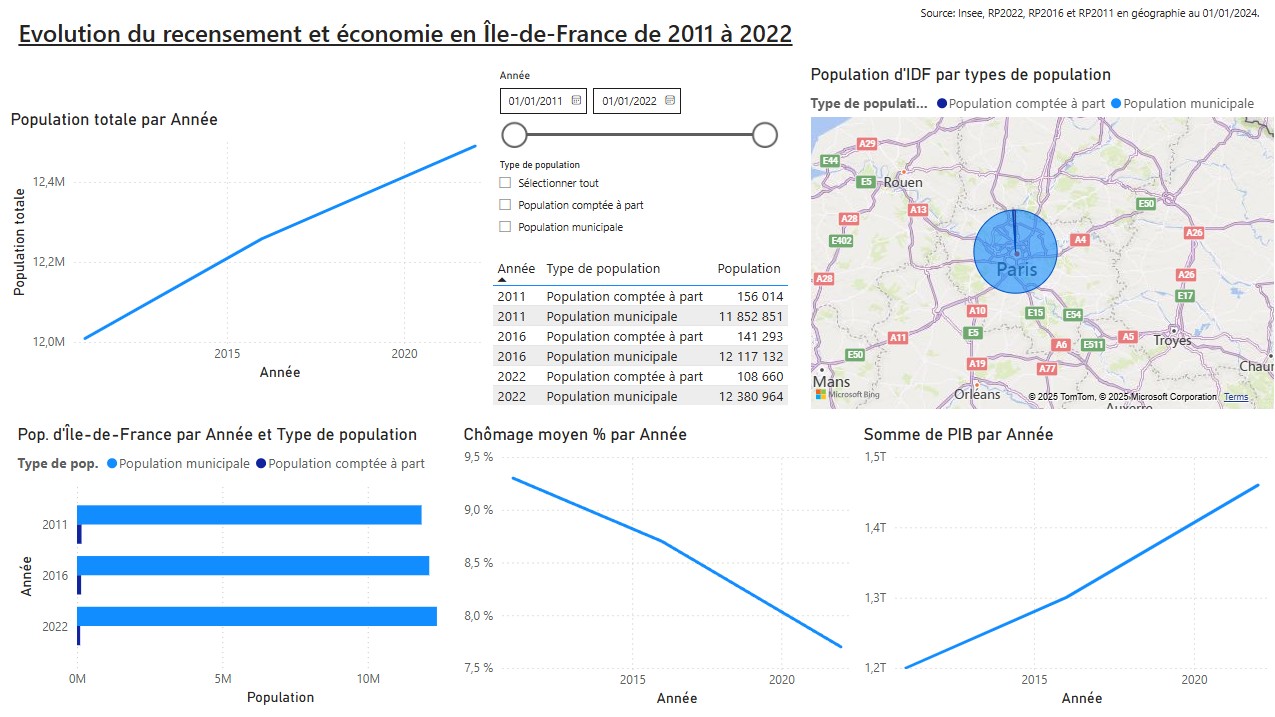 Source: Insee, RP2022, RP2016 et RP2011 en géographie au 01/01/2024.
Evolution du recensement et économie en Île-de-France de 2011 à 2022
Population totale par Année
Population totale
12,4M
12,2M
12,0M
2015
2020
Année
Année
01/01/2011
01/01/2022
Type de population
Sélectionner tout
Population comptée à part
Population municipale
Année Type de population Population
2011 Population comptée à part 156 014
2011 Population municipale 11 852 851
2016 Population comptée à part 141 293
2016 Population municipale 12 117 132
2022 Population comptée à part 108 660
2022 Population municipale 12 380 964
Population d'IDF par types de population
Type de populati... Population comptée à part Population municipale
A29
E44
E5
Rouen
A13
E50
A28
E402
A4
A26
Paris
A28
A26
E17
A10
E15
E54
E5
A11
A6
E511
A5
Troyes
E50
A19
A77
Chaur
Mans
Orléans
Auxerre
Microsoft Bing
© 2025 TomTom, © 2025 Microsoft Corporation Terms
Pop. d'Île-de-France par Année et Type de population
Type de pop. Population municipale Population comptée à part
Année
2011
2016
2022
0M
5M
10M
Population
Chômage moyen % par Année
9,5 %
9,0 %
8,5 %
8,0 %
7,5 %
2015
2020
Année
Somme de PIB par Année
1,5T
1,4T
1,3T
1,2T
2015
2020
Année